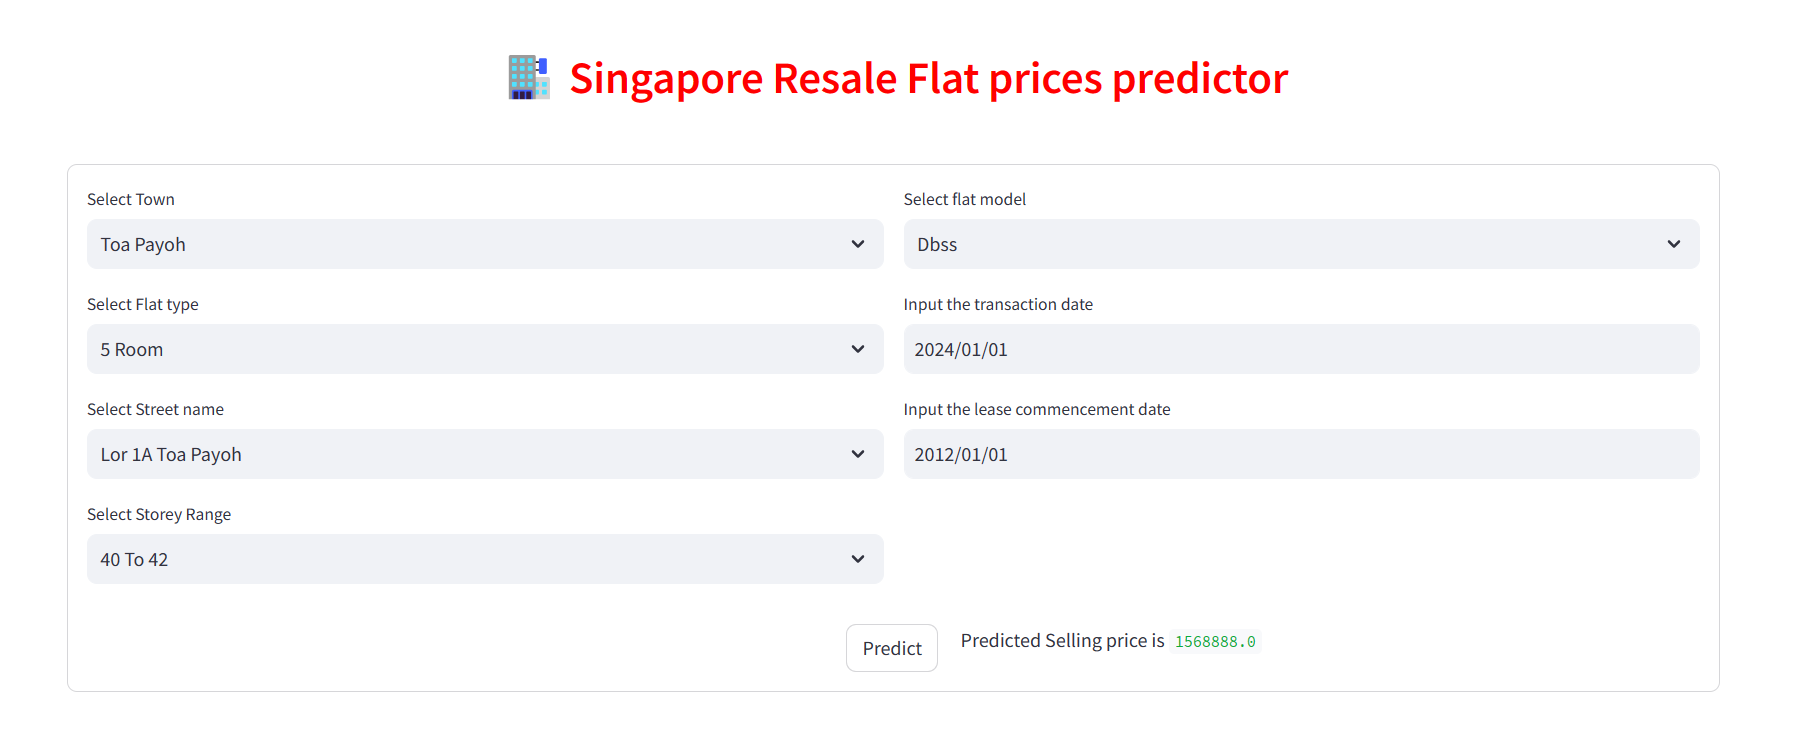 Singapore Resale Flat prices predictor
Select Town
Toa Payoh
Select flat model
Dbss
Select Flat type
5 Room
Input the transaction date
2024/01/01
Select Street name
Lor 1A Toa Payoh
Input the lease commencement date
2012/01/01
Select Storey Range
40 To 42
Predict
Predicted Selling price is 1568888.0